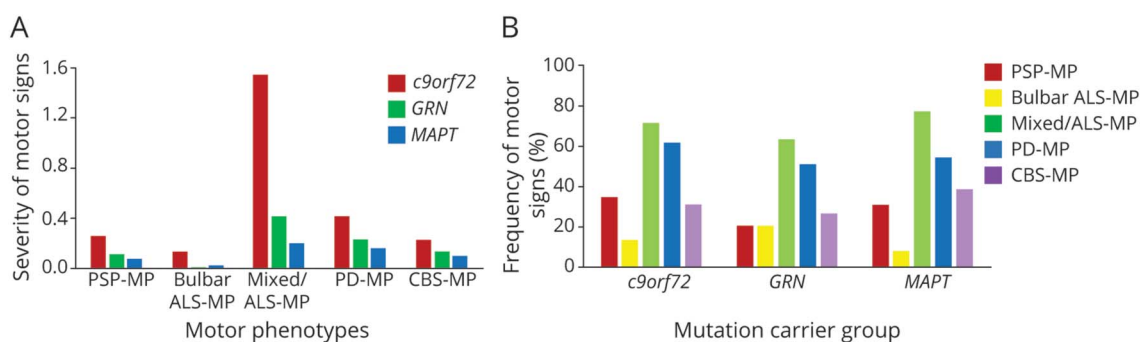 A
Severity of motor signs
1.6
1.2
0.8
0.4
0.0
c9orf72
GRN
MAPT
PSP-MP
Bulbar
ALS-MP
Mixed/
ALS-MP
PD-MP
CBS-MP
Motor phenotypes
B
Frequency of motor
signs (%)
100
80
60
40
20
0
c9orf72
GRN
MAPT
Mutation carrier group
PSP-MP
Bulbar ALS-MP
Mixed/ALS-MP
PD-MP
CBS-MP